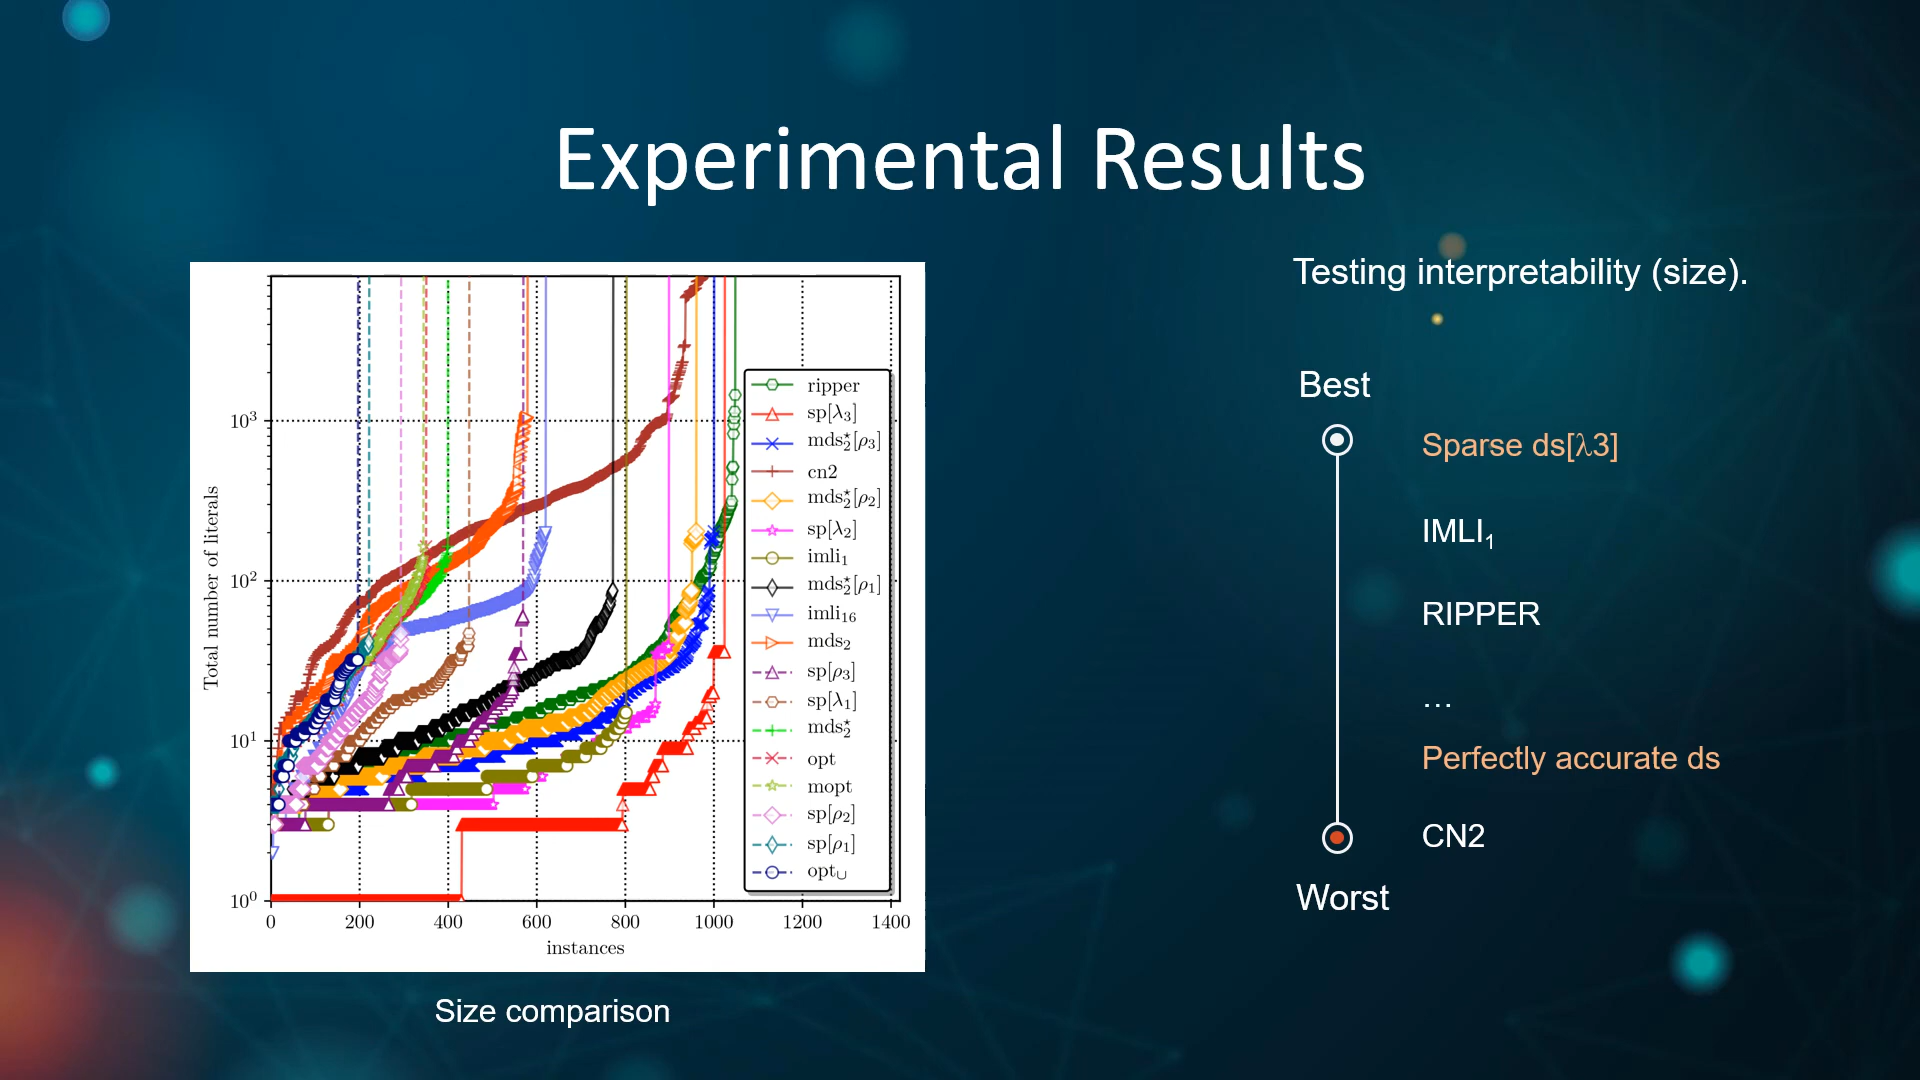 Experimental Results
Total number of literals
10³
10²
10¹
10⁰
0 200 400 600 800 1000 1200 1400
instances
ripper
sp[λ₃]
mds₂*[ρ₃]
cn2
mds₂*[ρ₂]
sp[λ₂]
imli₁
mds₂*[ρ₁]
imli₁₆
mds₂
sp[ρ₃]
sp[λ₁]
mds₂*
opt
mopt
sp[ρ₂]
sp[ρ₁]
opt∪
Size comparison
Testing interpretability (size).
Best
Sparse ds[λ3]
IMLI₁
RIPPER
...
Perfectly accurate ds
CN2
Worst